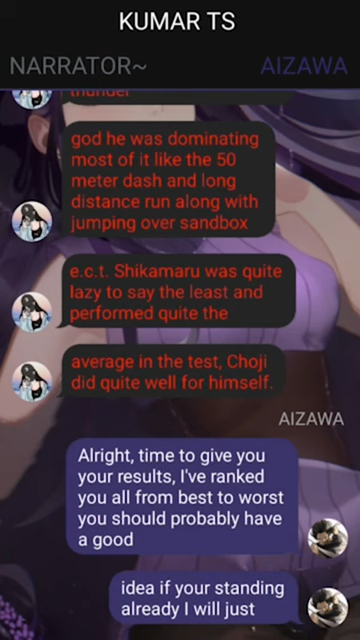 KUMAR TS
NARRATOR~
AIZAWA
thunder
god he was dominating
most of it like the 50
meter dash and long
distance run along with
jumping over sandbox
e.c.t. Shikamaru was quite
lazy to say the least and
performed quite the
average in the test, Choji
did quite well for himself.
AIZAWA
Alright, time to give you
your results, I've ranked
you all from best to worst
you should probably have
a good
idea if your standing
already I will just